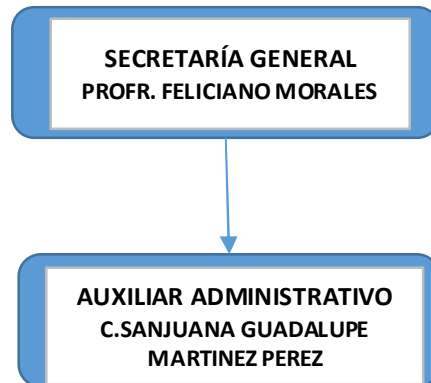 SECRETARÍA GENERAL
PROFR. FELICIANO MORALES
AUXILIAR ADMINISTRATIVO
C.SANJUANA GUADALUPE
MARTINEZ PEREZ